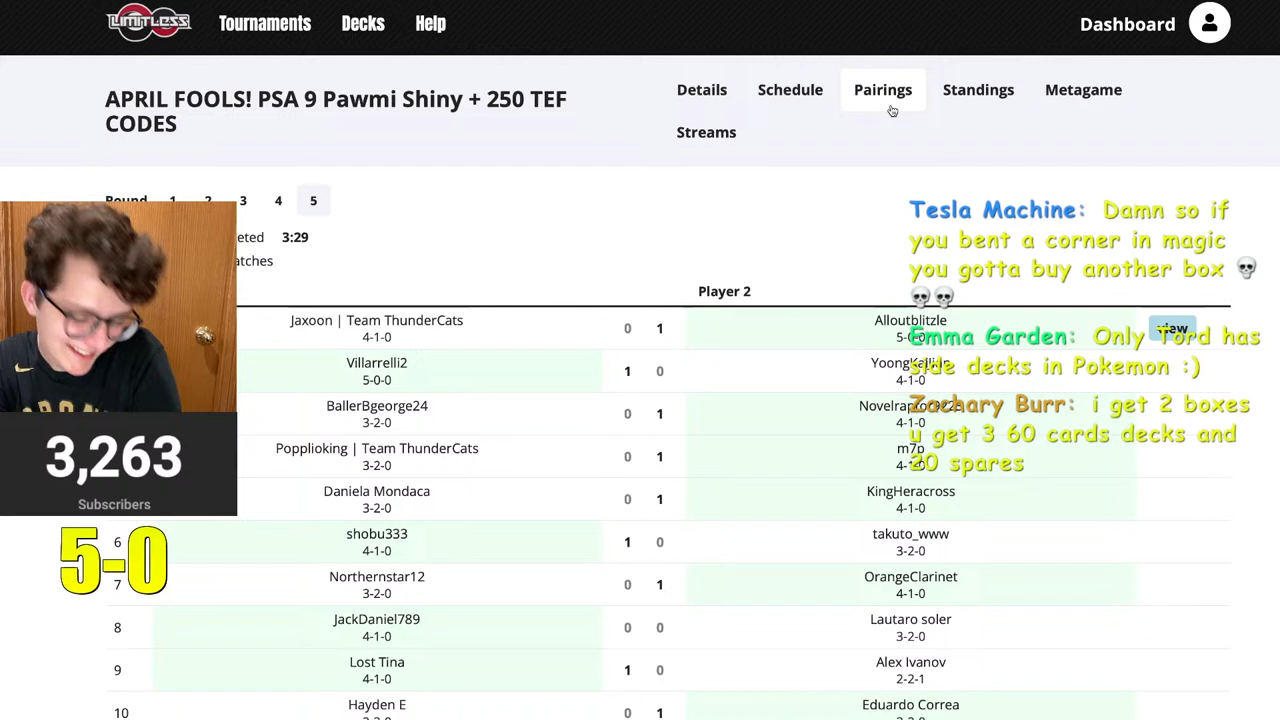 LIMITLESS
Tournaments
Decks
Help
Dashboard
APRIL FOOLS! PSA 9 Pawmi Shiny + 250 TEF
CODES
Details
Schedule
Pairings
Standings
Metagame
Streams
Round 1 2 3 4 5
3:29
Player 2
Jaxoon | Team ThunderCats
4-1-0
0 1
Alloutblitzle
view
Villarrelli2
5-0-0
1 0
4-1-0
BallerBgeorge24
3-2-0
0 1
4-1-0
Popplioking | Team ThunderCats
3-2-0
0 1
m7p
4-1-0
Daniela Mondaca
3-2-0
0 1
KingHeracross
4-1-0
6
shobu333
4-1-0
1 0
takuto_www
3-2-0
7
Northernstar12
3-2-0
0 1
OrangeClarinet
4-1-0
8
JackDaniel789
4-1-0
0 0
Lautaro soler
3-2-0
9
Lost Tina
4-1-0
1 0
Alex Ivanov
2-2-1
10
Hayden E
0 1
Eduardo Correa
Tesla Machine: Damn so if
you bent a corner in magic
you gotta buy another box 💀
💀💀
Emma Garden: Only Tord has
side decks in Pokemon :)
Zachary Burr: i get 2 boxes
u get 3 60 cards decks and
20 spares
3,263
Subscribers
5-0